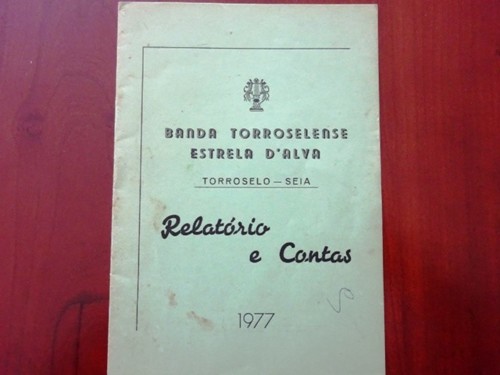 BANDA TORROSELENSE
ESTRELA D'ALVA
TORROSELO — SEIA
Relatório
e Contas
1977